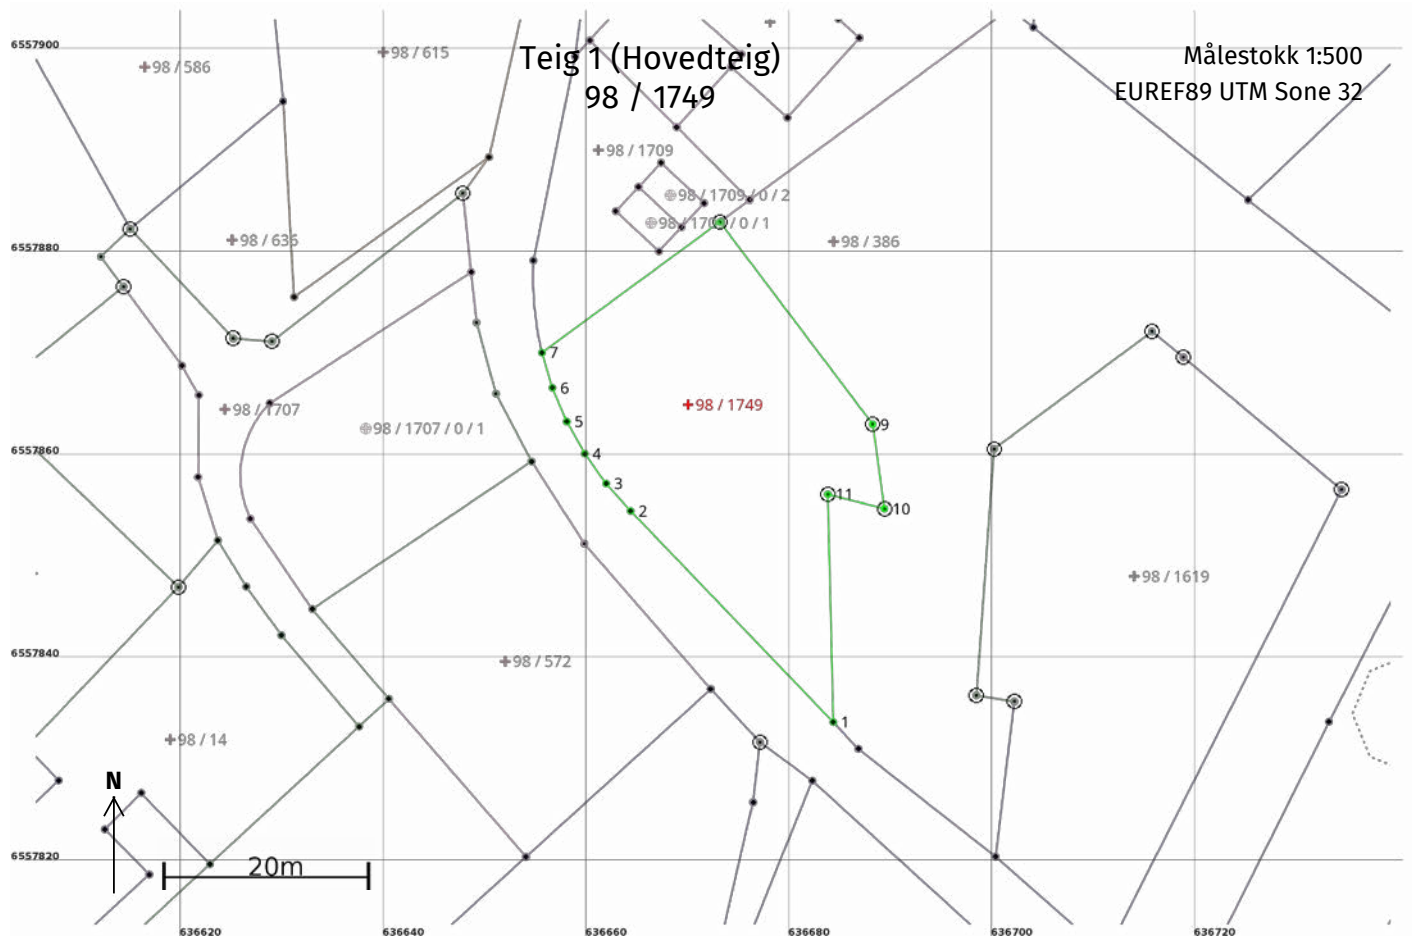 Teig 1 (Hovedteig)
98 / 1749
Målestokk 1:500
EUREF89 UTM Sone 32
6557900
98 / 586
98 / 615
98 / 1709
98 / 1709 / 0 / 2
98 / 1709 / 0 / 1
98 / 635
98 / 386
6557880
7
6
98 / 1749
98 / 1707
98 / 1707 / 0 / 1
5
9
4
6557860
3
11
10
2
98 / 1619
6557840
98 / 572
98 / 14
1
N
20m
6557820
636620
636640
636660
636680
636700
636720